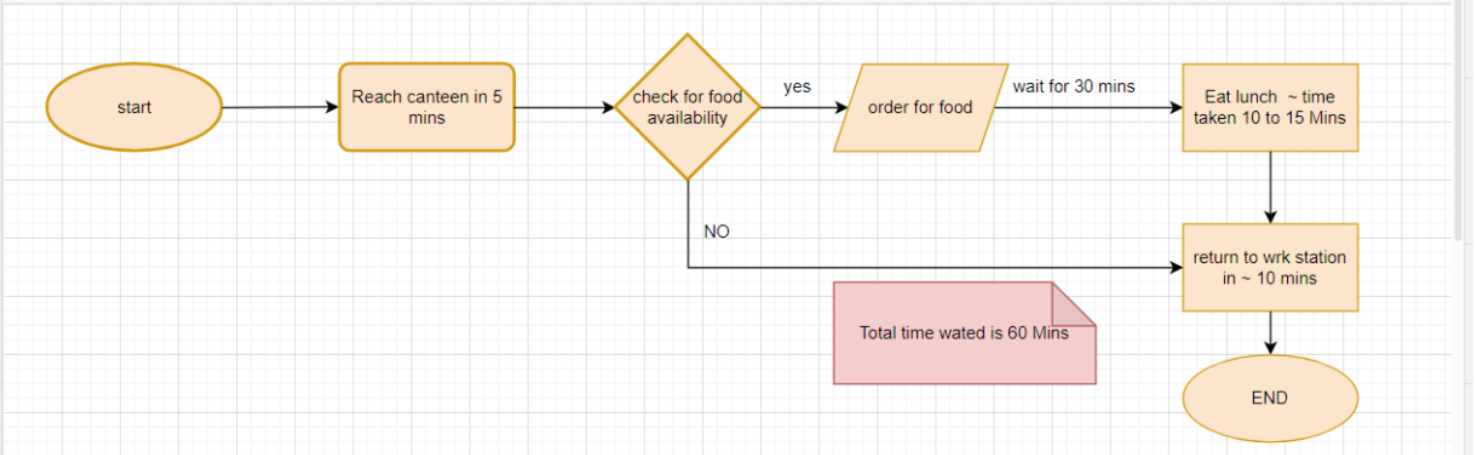 start
Reach canteen in 5
mins
check for food
availability
yes
order for food
wait for 30 mins
Eat lunch ~ time
taken 10 to 15 Mins
NO
return to wrk station
in ~ 10 mins
Total time wated is 60 Mins
END